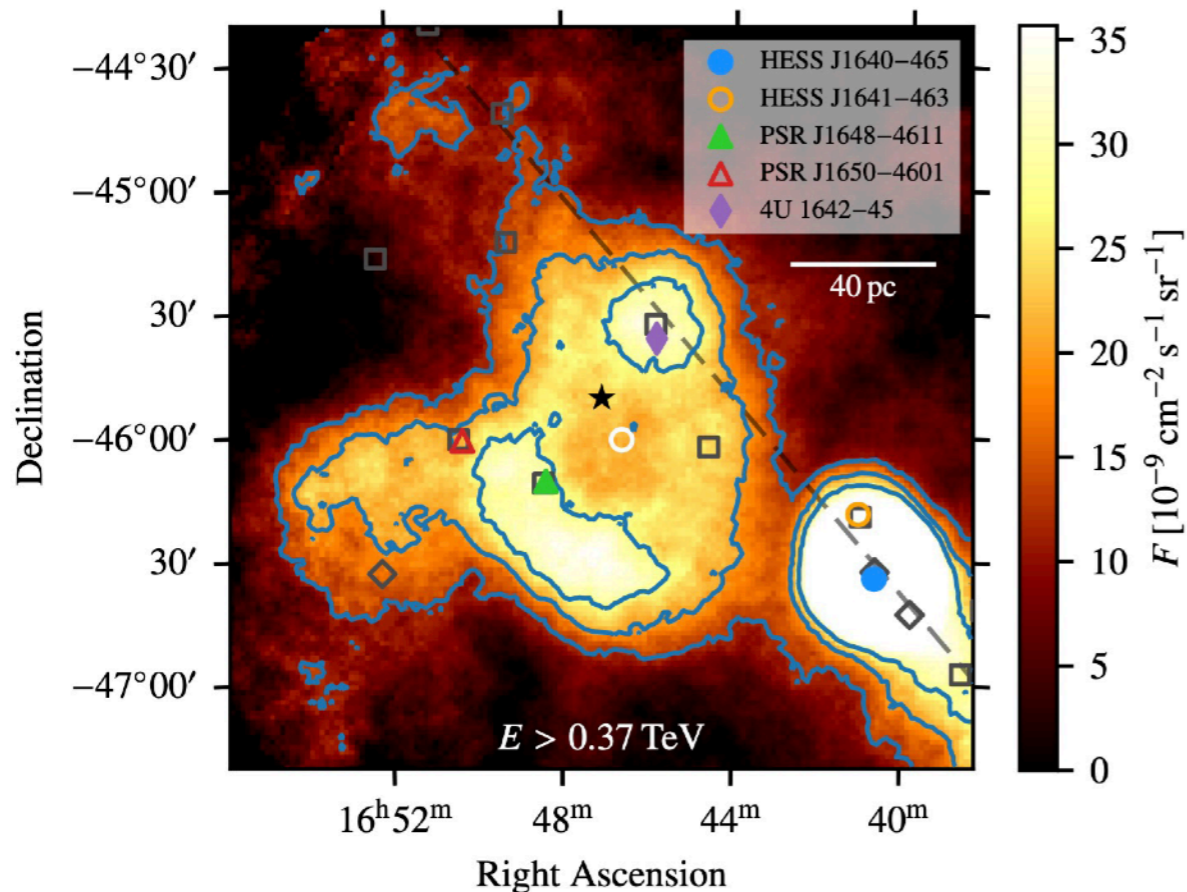 HESS J1640−465
HESS J1641−463
PSR J1648−4611
PSR J1650−4601
4U 1642−45
40 pc
E > 0.37 TeV
−44°30′
−45°00′
30′
−46°00′
30′
−47°00′
Declination
16ʰ52ᵐ
48ᵐ
44ᵐ
40ᵐ
Right Ascension
35
30
25
20
15
10
5
0
F [10⁻⁹ cm⁻² s⁻¹ sr⁻¹]